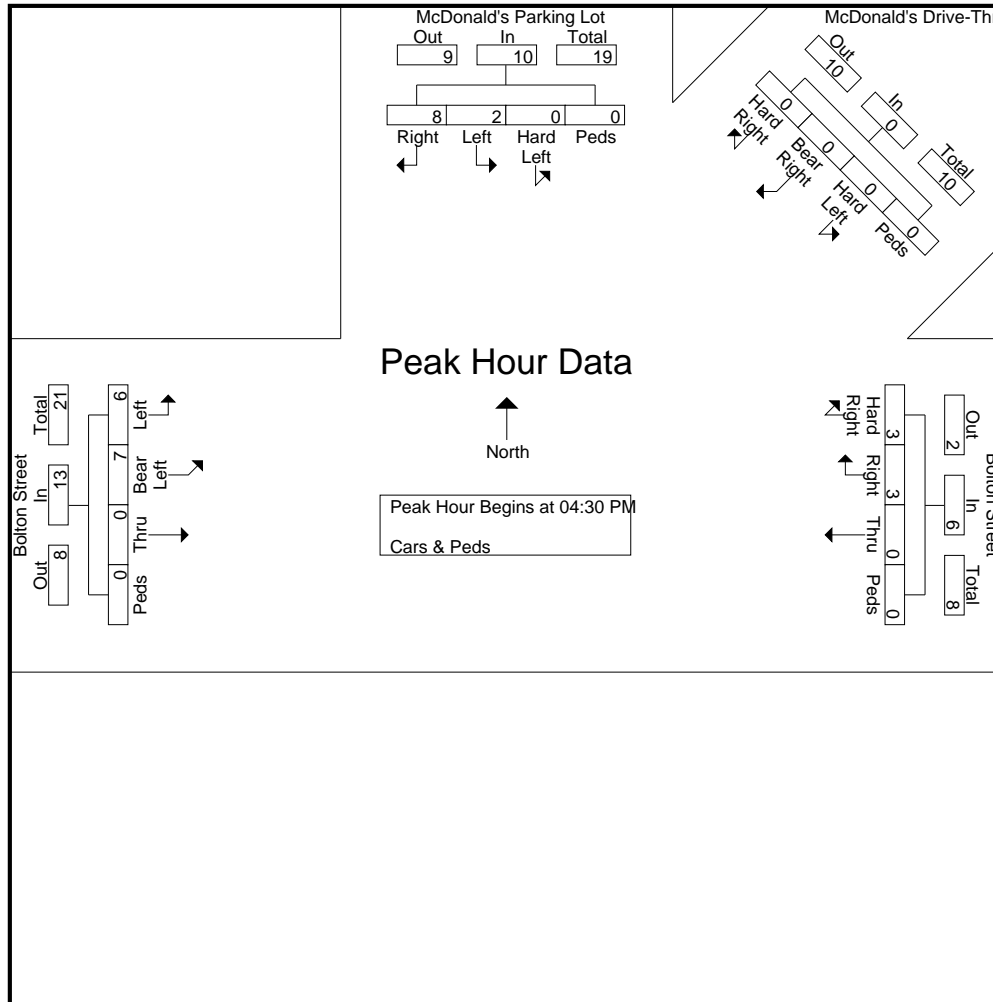 McDonald's Parking Lot
Out In Total
9 10 19
8 2 0 0
Right Left Hard Left Peds
McDonald's Drive-Th
Out 10
In 0
Total 10
0 0 0 0
Hard Right
Bear Right
Hard Left
Peds
Peak Hour Data
North
Peak Hour Begins at 04:30 PM
Cars & Peds
Bolton Street
Total 21
In 13
Out 8
6 7 0 0
Left
Bear Left
Thru
Peds
Hard Right
Right
Thru
Peds
3 3 0 0
Out 2
In 6
Total 8
Bolton Street